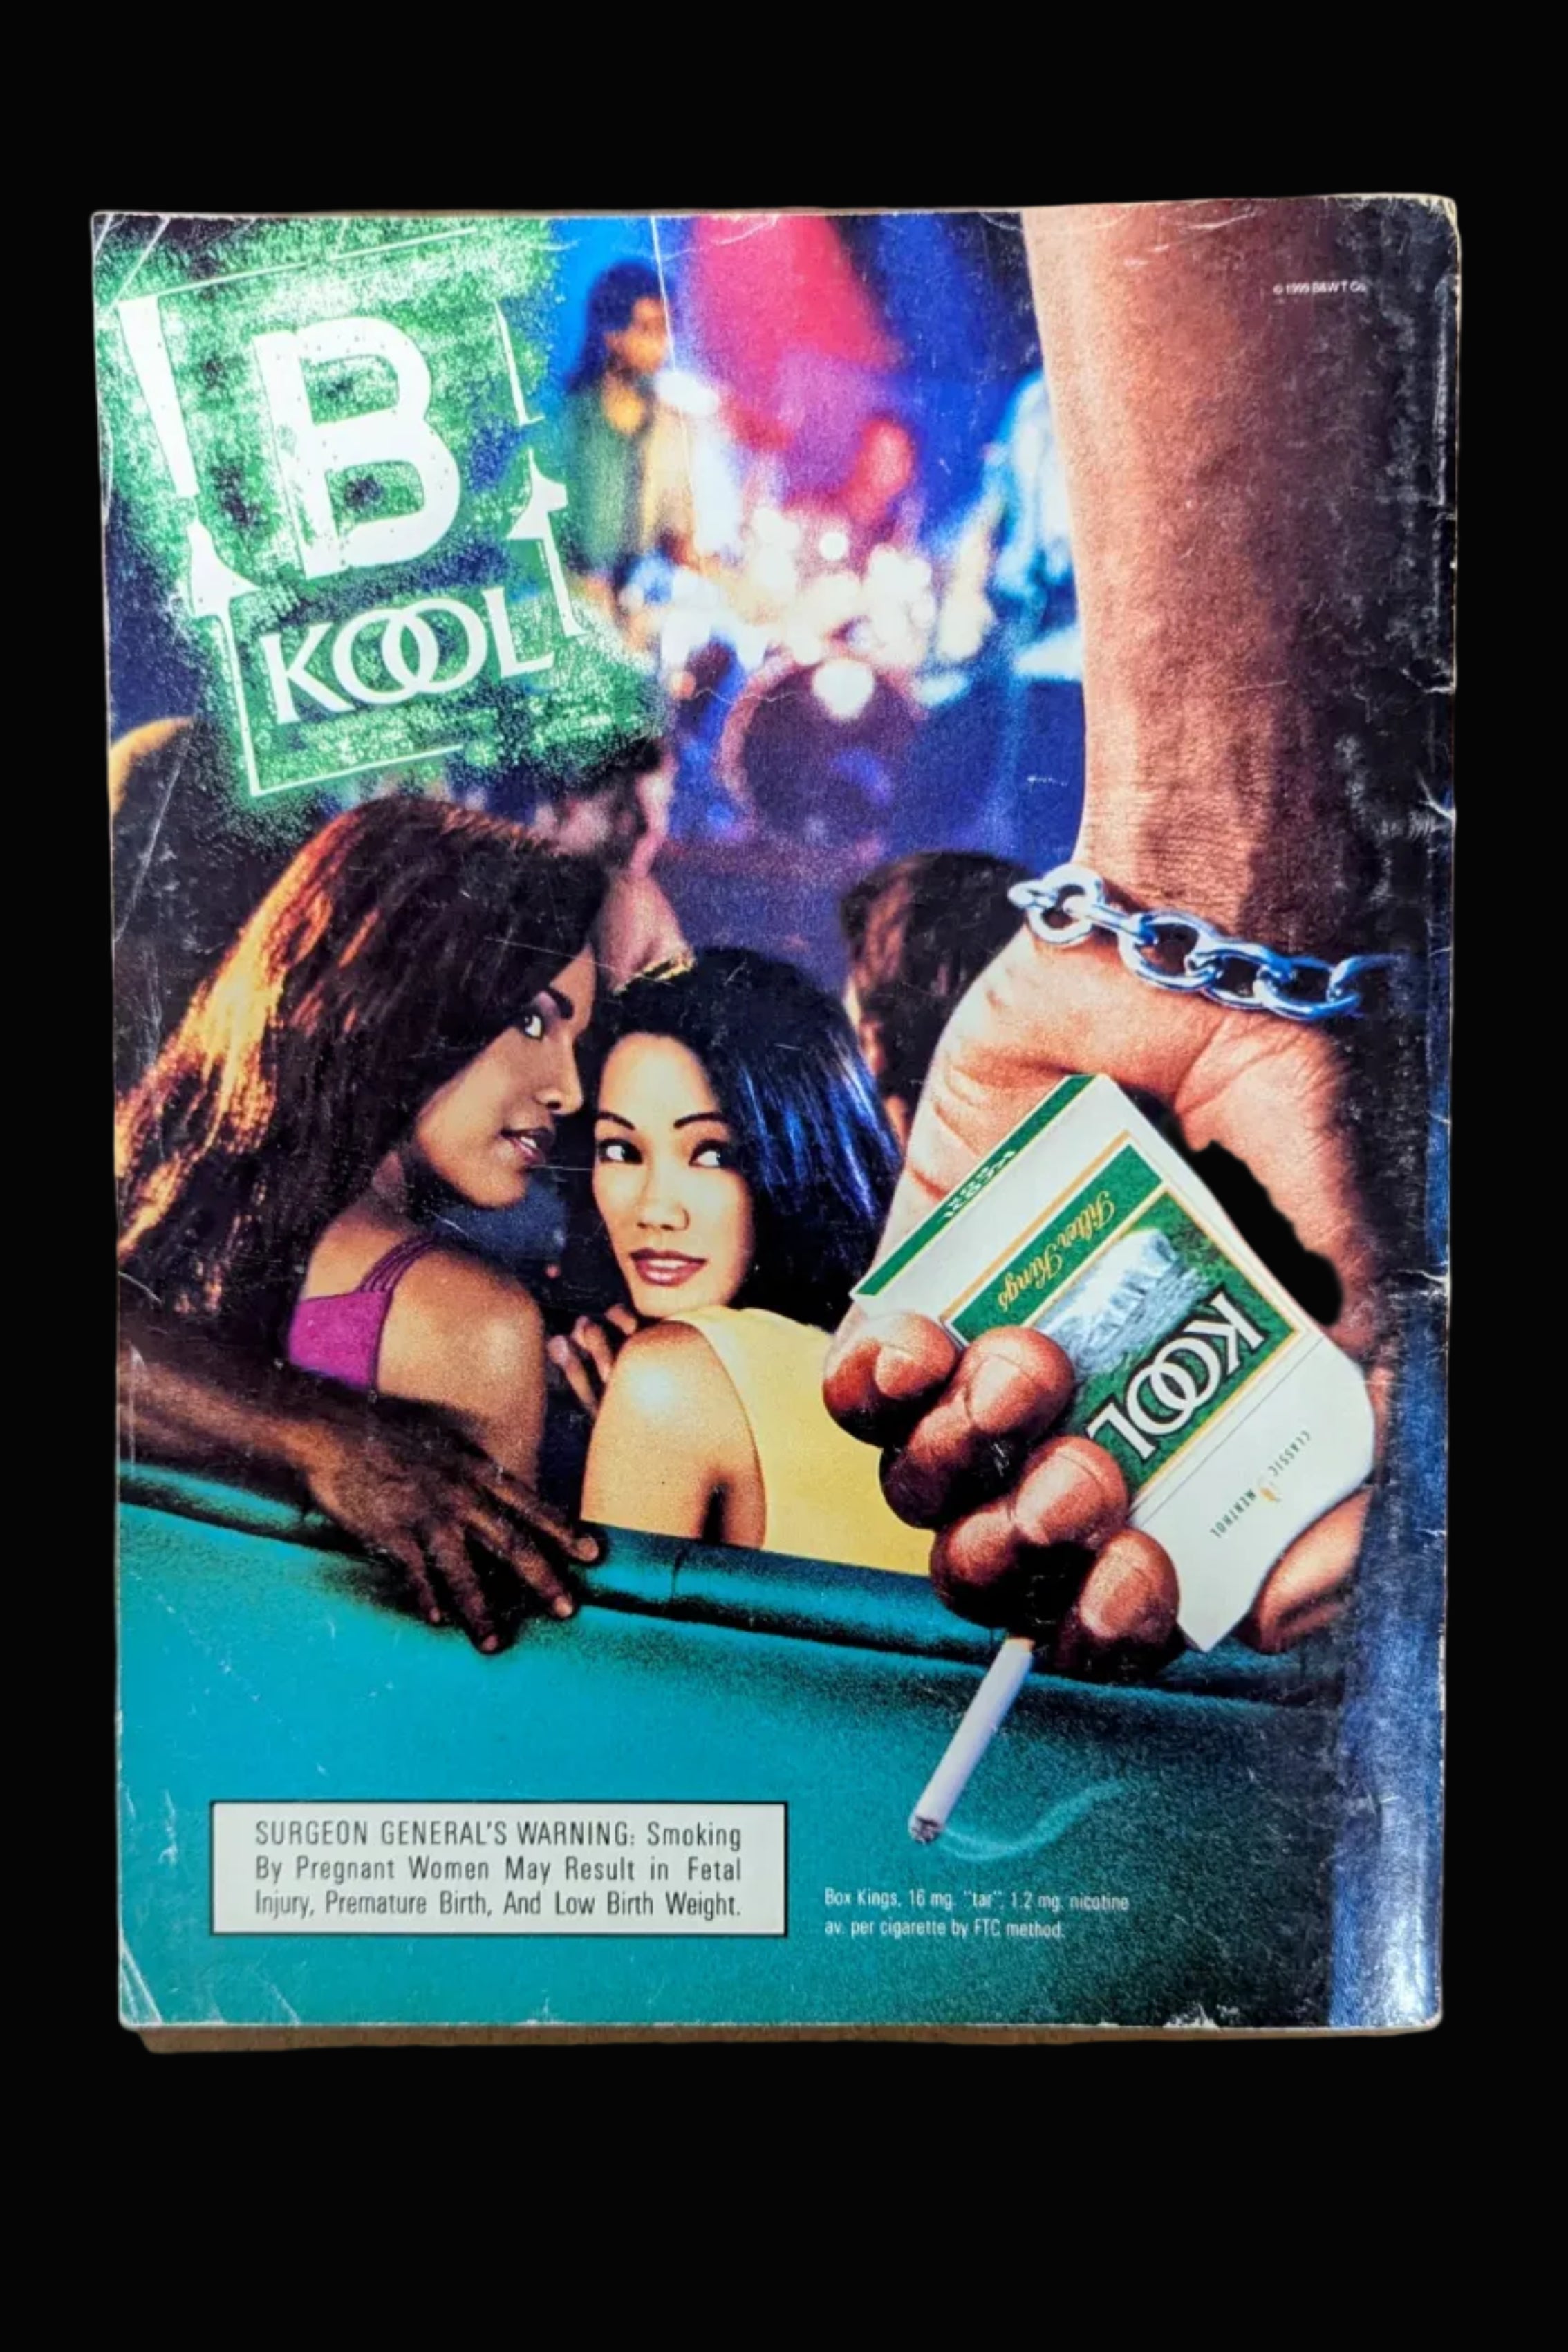 © 1999 B&W T Co.
B
KOOL
Filter Kings
KOOL
CLASSIC MENTHOL
SURGEON GENERAL'S WARNING: Smoking
By Pregnant Women May Result in Fetal
Injury, Premature Birth, And Low Birth Weight.
Box Kings, 16 mg. "tar", 1.2 mg. nicotine
av. per cigarette by FTC method.